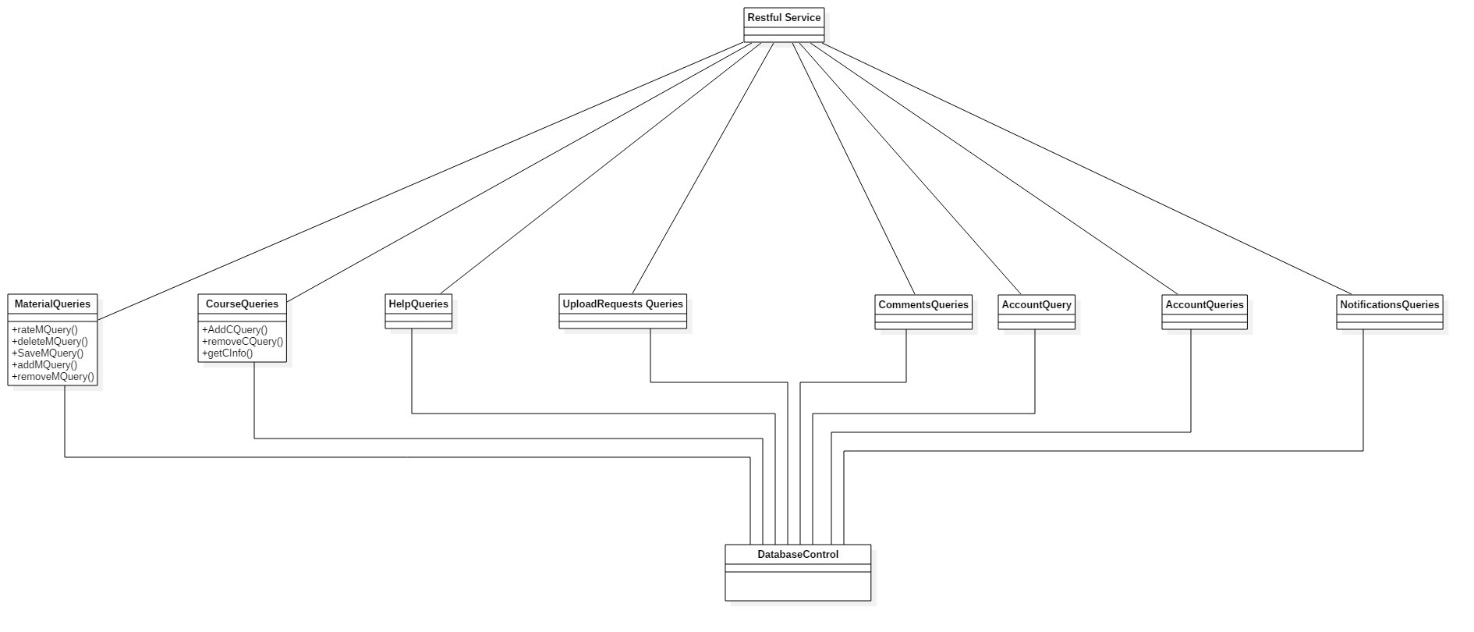 Restful Service
MaterialQueries
+rateMQuery()
+deleteMQuery()
+SaveMQuery()
+addMQuery()
+removeMQuery()
CourseQueries
+AddCQuery()
+removeCQuery()
+getCInfo()
HelpQueries
UploadRequests Queries
CommentsQueries
AccountQuery
AccountQueries
NotificationsQueries
DatabaseControl